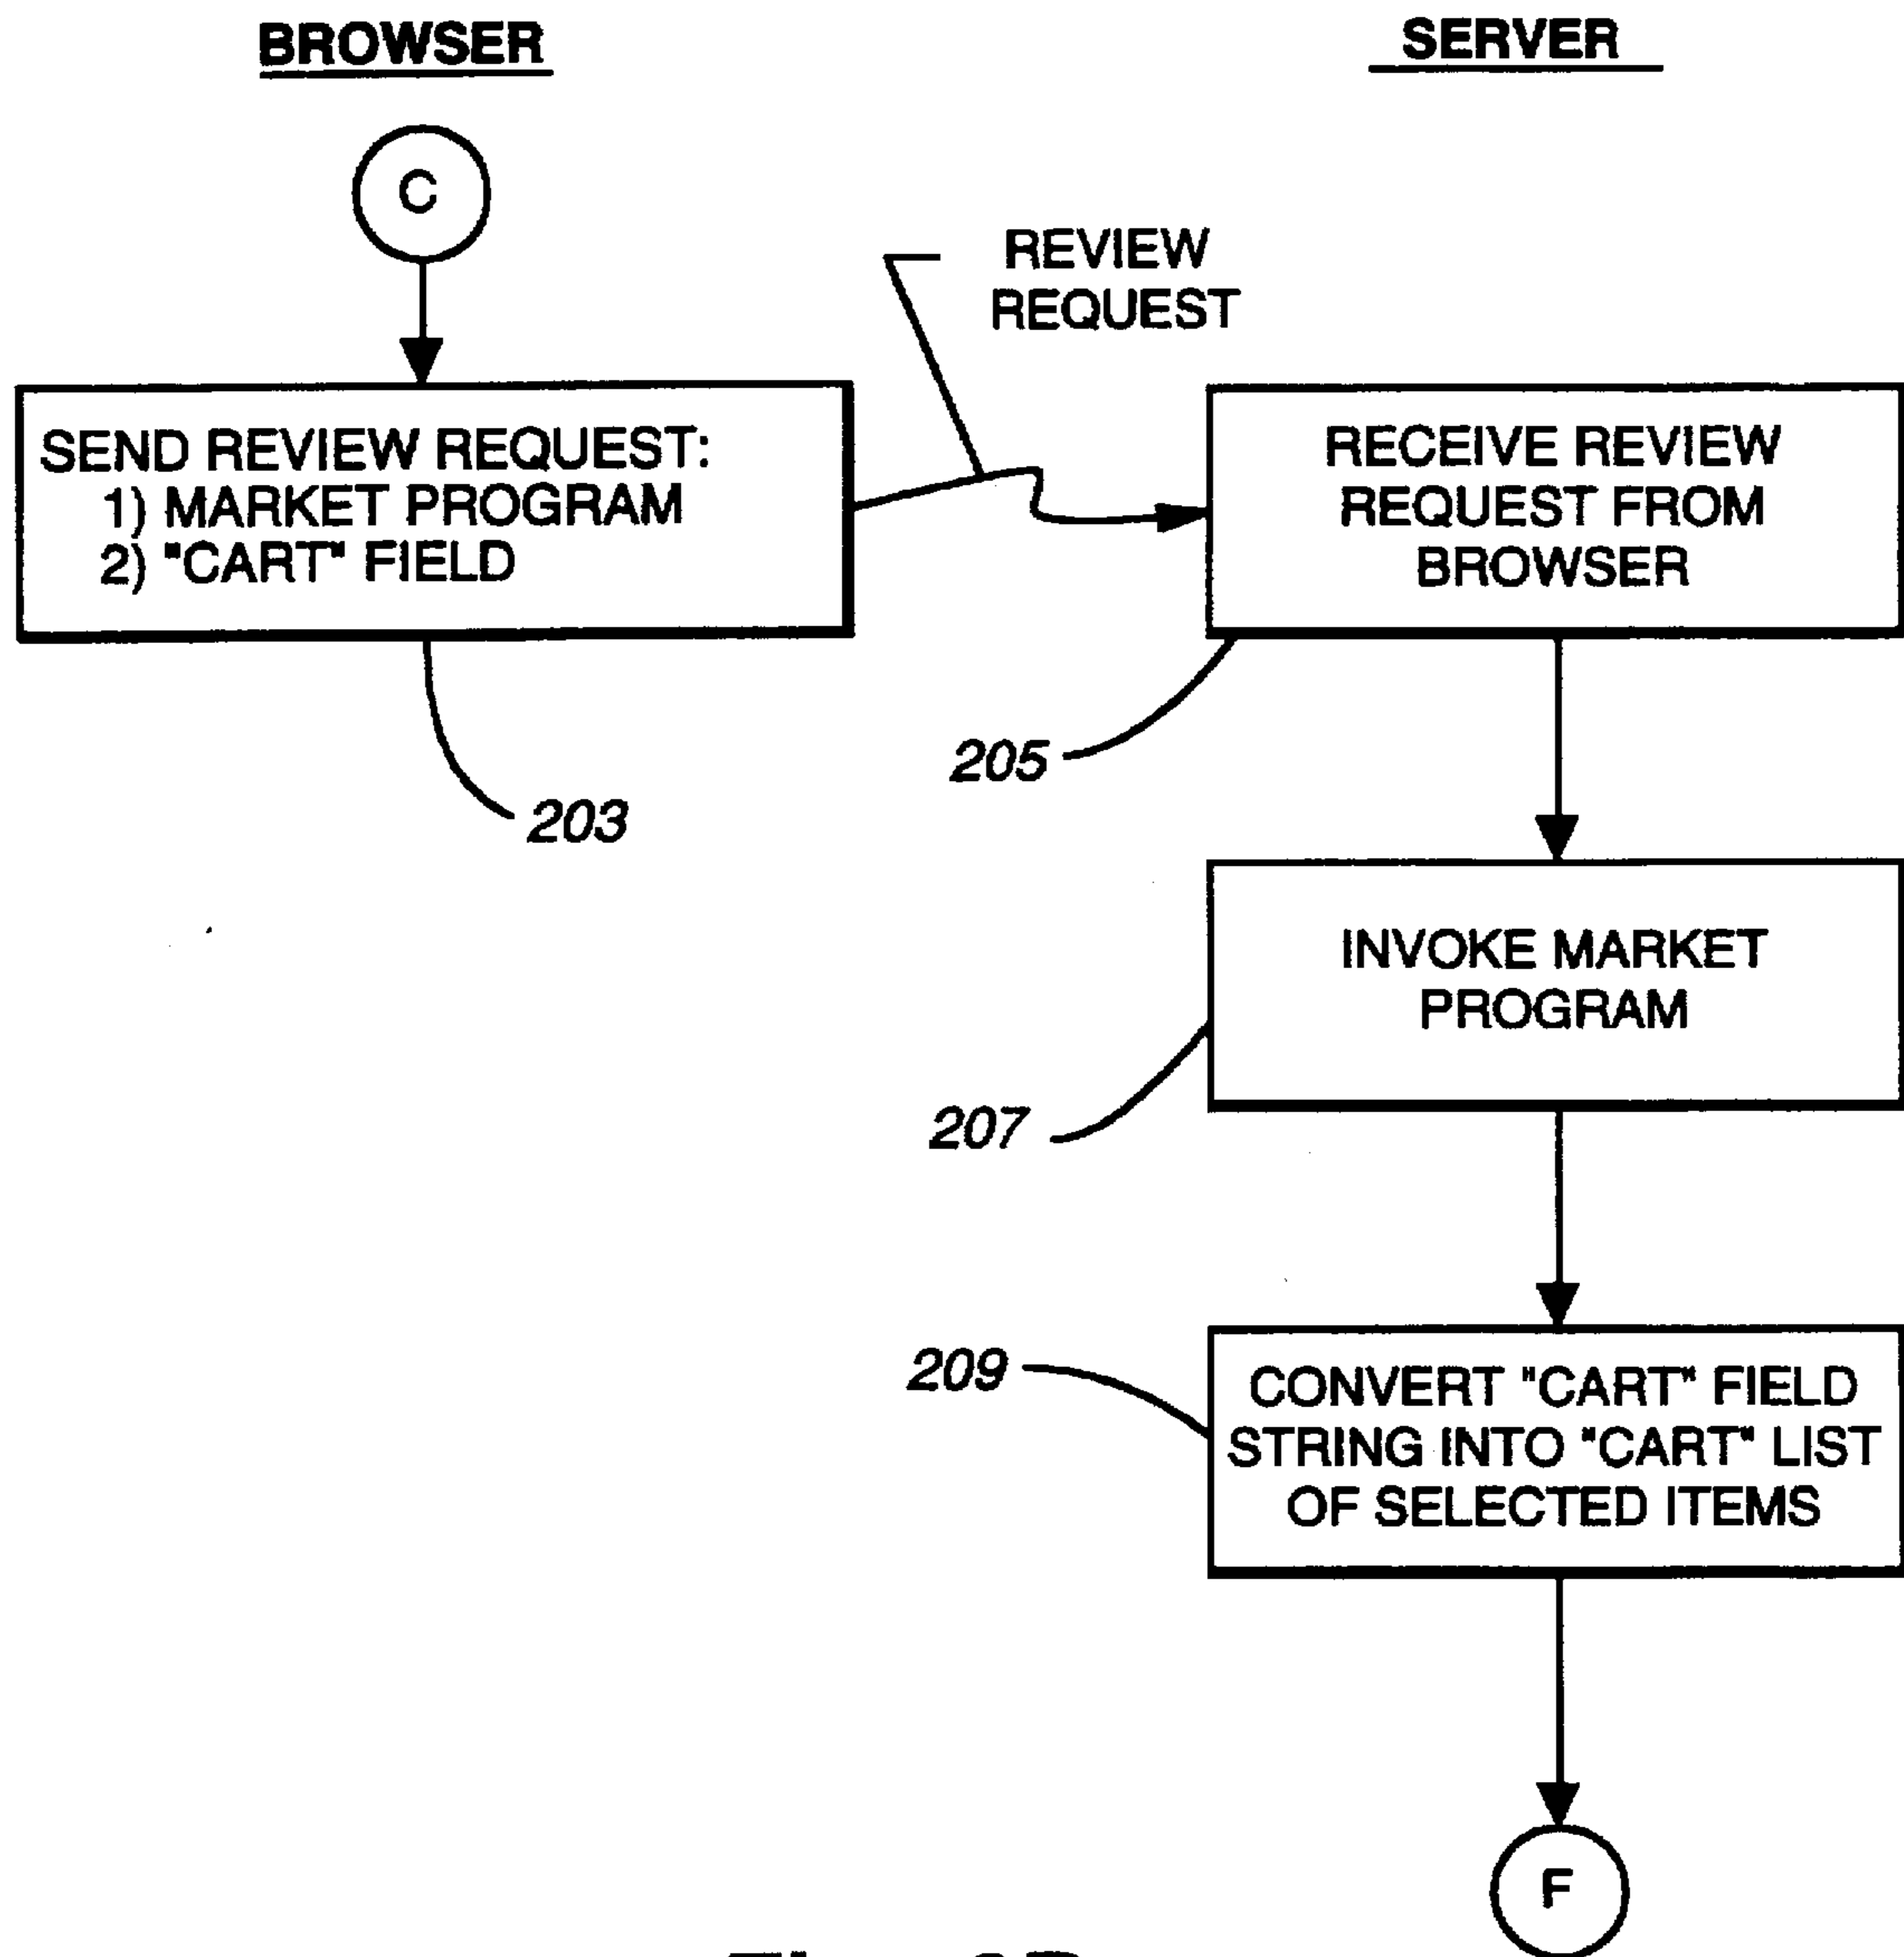 BROWSER
SERVER
C
REVIEW
REQUEST
SEND REVIEW REQUEST:
1) MARKET PROGRAM
2) "CART" FIELD
RECEIVE REVIEW
REQUEST FROM
BROWSER
205
203
INVOKE MARKET
PROGRAM
207
209
CONVERT "CART" FIELD
STRING INTO "CART" LIST
OF SELECTED ITEMS
F